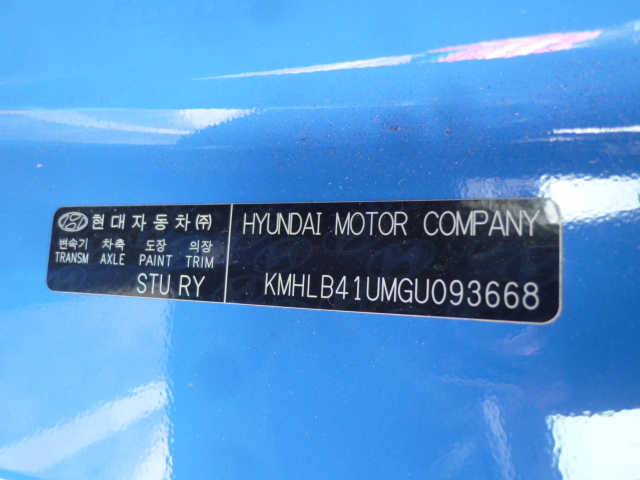 현대자동차㈜
변속기 차축 도장 의장
TRANSM AXLE PAINT TRIM
STU RY
HYUNDAI MOTOR COMPANY
KMHLB41UMGU093668